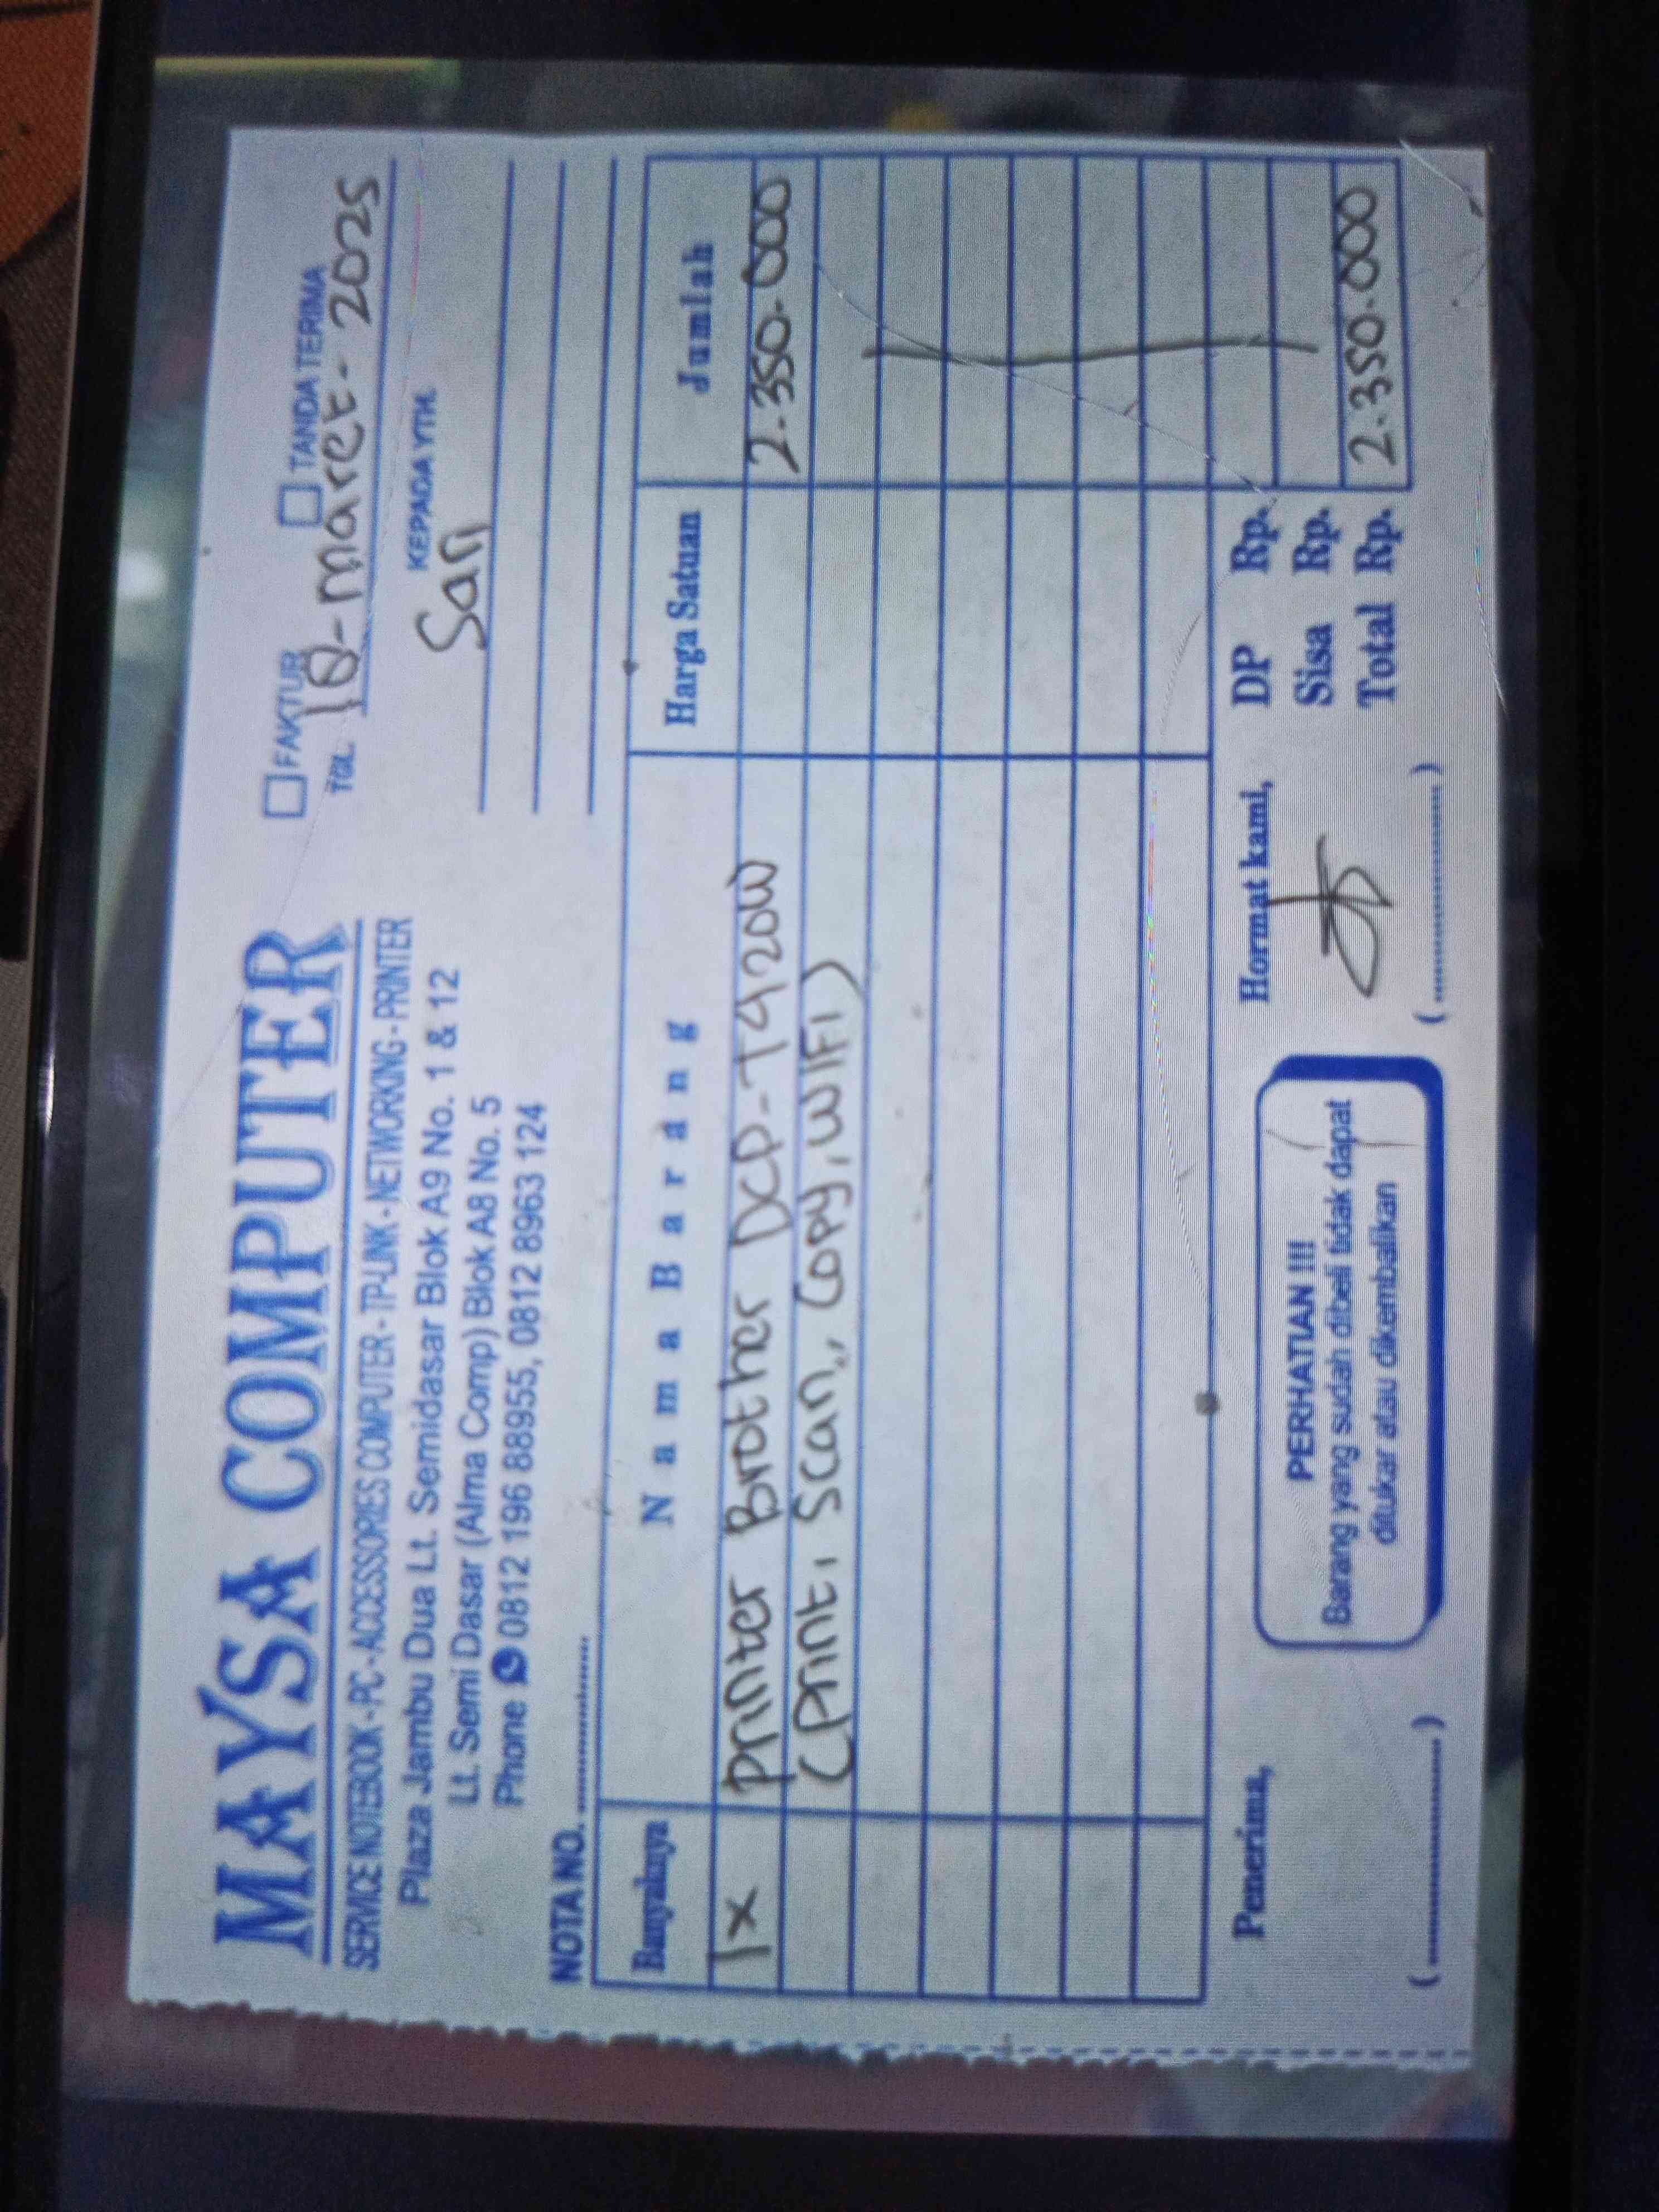 MAYSA COMPUTER
SERVICE NOTEBOOK - PC - ACCESSORIES COMPUTER - TP-LINK - NETWORKING - PRINTER
Plaza Jambu Dua Lt. Semidasar Blok A9 No. 1 & 12
Lt. Semi Dasar (Alma Comp) Blok A8 No. 5
Phone 0812 196 88955, 0812 8963 124
NOTA NO. ....................
FAKTUR TANDA TERIMA
TGL. 18-maret-2025
KEPADA YTH.
Sari
Banyaknya Nama Barang Harga Satuan Jumlah
1x printer Brother DCP-T420W 2.350.000
(print, scan, copy, WIFI)
Penerima,
(....................)
PERHATIAN !!!
Barang yang sudah dibeli tidak dapat
ditukar atau dikembalikan
Hormat kami,
(....................)
DP Rp.
Sisa Rp.
Total Rp. 2.350.000